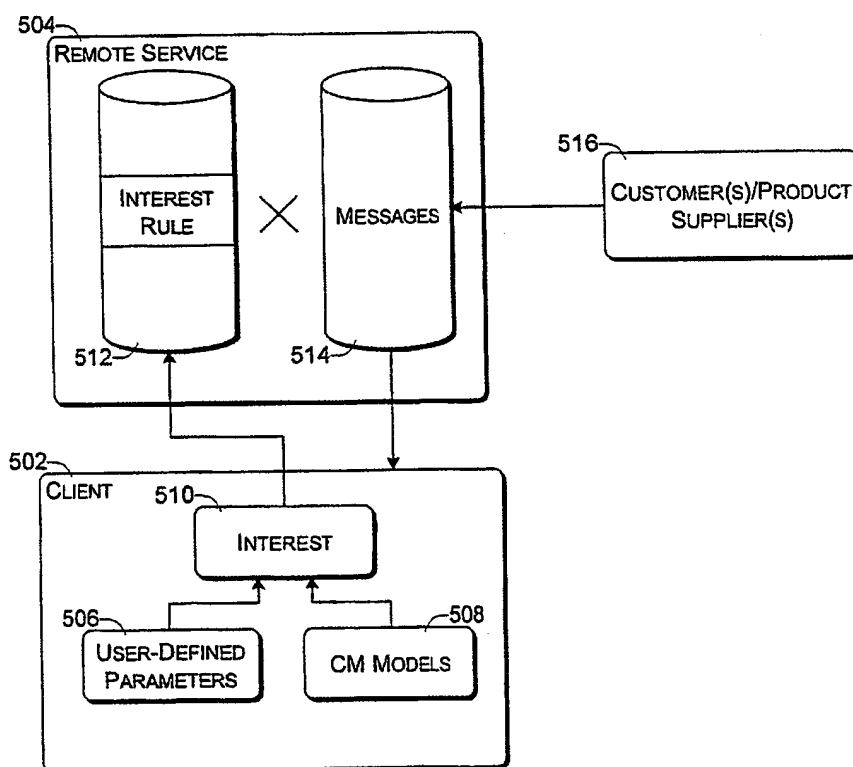 504
REMOTE SERVICE
516
CUSTOMER(S)/PRODUCT
SUPPLIER(S)
INTEREST
RULE
MESSAGES
512
514
502
CLIENT
510
INTEREST
506
508
USER-DEFINED
PARAMETERS
CM MODELS